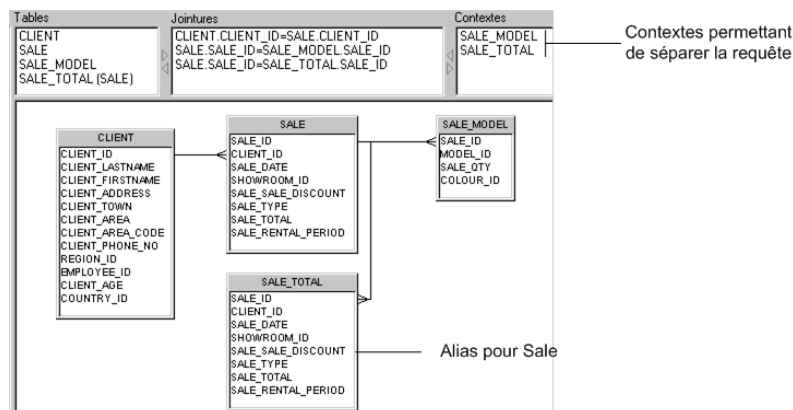 Tables
CLIENT
SALE
SALE_MODEL
SALE_TOTAL (SALE)
Jointures
CLIENT.CLIENT_ID=SALE.CLIENT_ID
SALE.SALE_ID=SALE_MODEL.SALE_ID
SALE.SALE_ID=SALE_TOTAL.SALE_ID
Contextes
SALE_MODEL
SALE_TOTAL
Contextes permettant
de séparer la requête
CLIENT
CLIENT_ID
CLIENT_LASTNAME
CLIENT_FIRSTNAME
CLIENT_ADDRESS
CLIENT_TOWN
CLIENT_AREA
CLIENT_AREA_CODE
CLIENT_PHONE_NO
REGION_ID
EMPLOYEE_ID
CLIENT_AGE
COUNTRY_ID
SALE
SALE_ID
CLIENT_ID
SALE_DATE
SHOWROOM_ID
SALE_SALE_DISCOUNT
SALE_TYPE
SALE_TOTAL
SALE_RENTAL_PERIOD
SALE_MODEL
SALE_ID
MODEL_ID
SALE_QTY
COLOUR_ID
SALE_TOTAL
SALE_ID
CLIENT_ID
SALE_DATE
SHOWROOM_ID
SALE_SALE_DISCOUNT
SALE_TYPE
SALE_TOTAL
SALE_RENTAL_PERIOD
Alias pour Sale